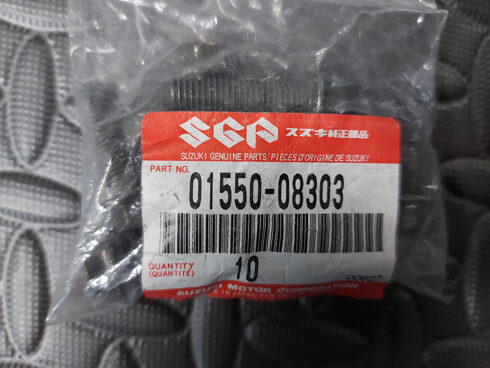 SGP スズキ純正部品
SUZUKI GENUINE PARTS/PIÈCES D'ORIGINE DE SUZUKI
PART NO.
01550-08303
QUANTITY
(QUANTITÉ)
10
SUZUKI MOTOR CORPORATION